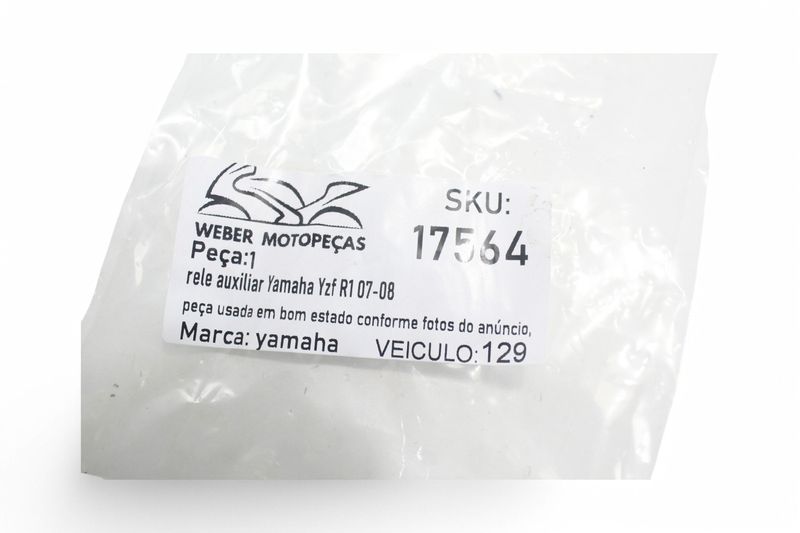 SKU:
WEBER MOTOPEÇAS
17564
Peça:1
rele auxiliar Yamaha Yzf R1 07-08
peça usada em bom estado conforme fotos do anúncio,
Marca: yamaha
VEICULO: 129